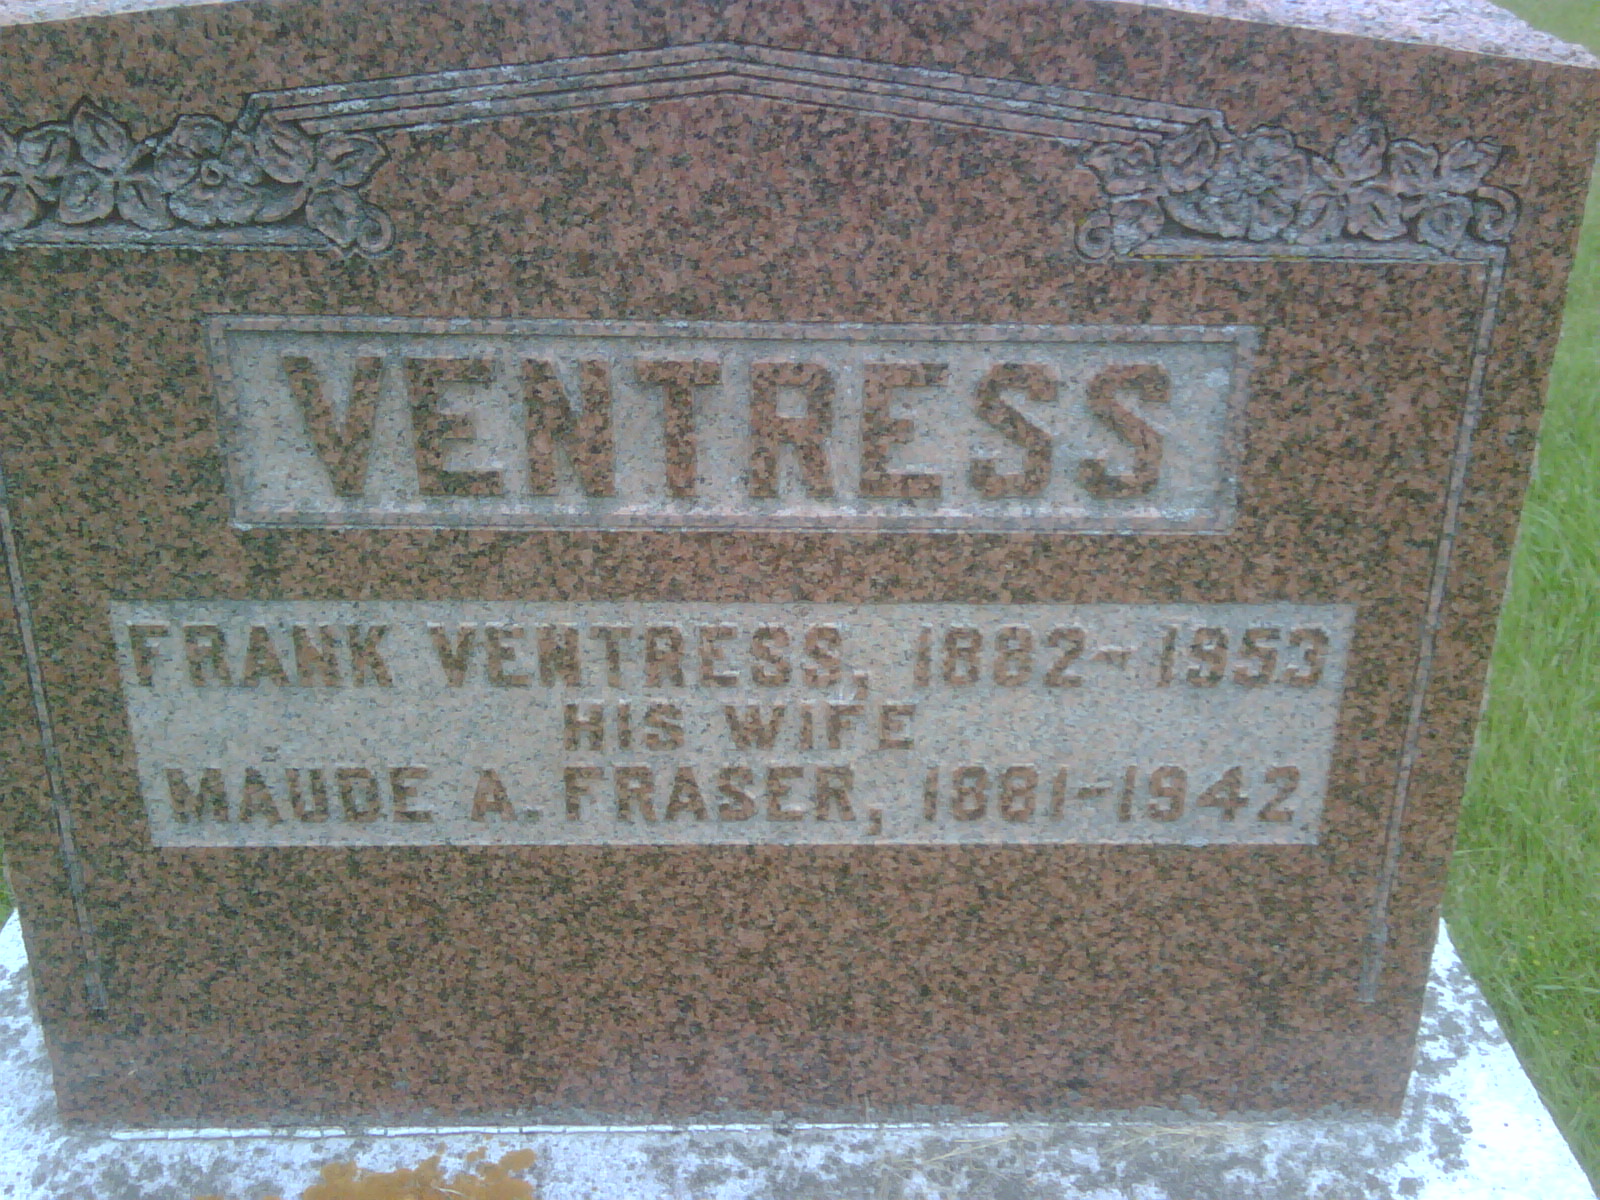 VENTRESS
FRANK VENTRESS, 1882-1953
HIS WIFE
MAUDE A. FRASER, 1881-1942